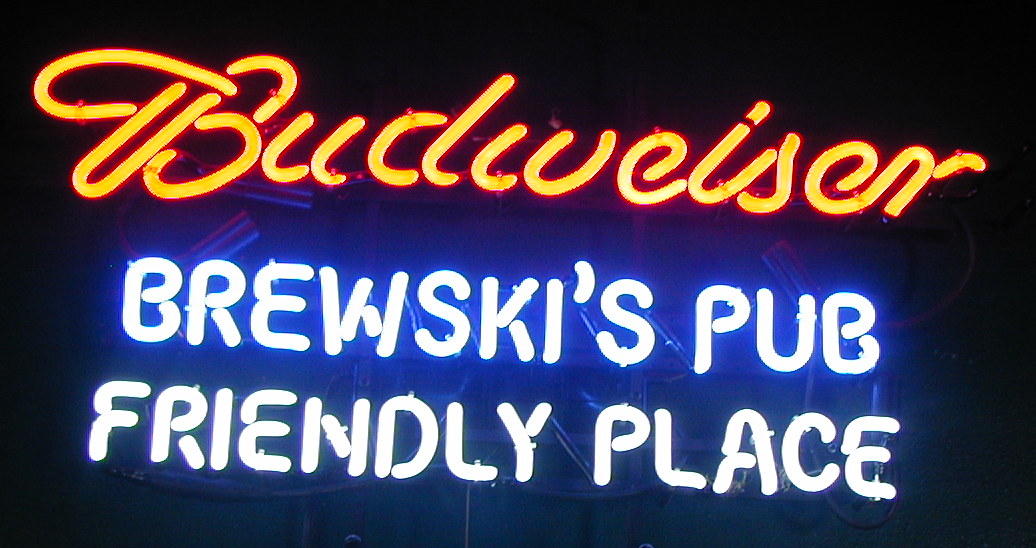 Budweiser
BREWSKI'S PUB
FRIENDLY PLACE